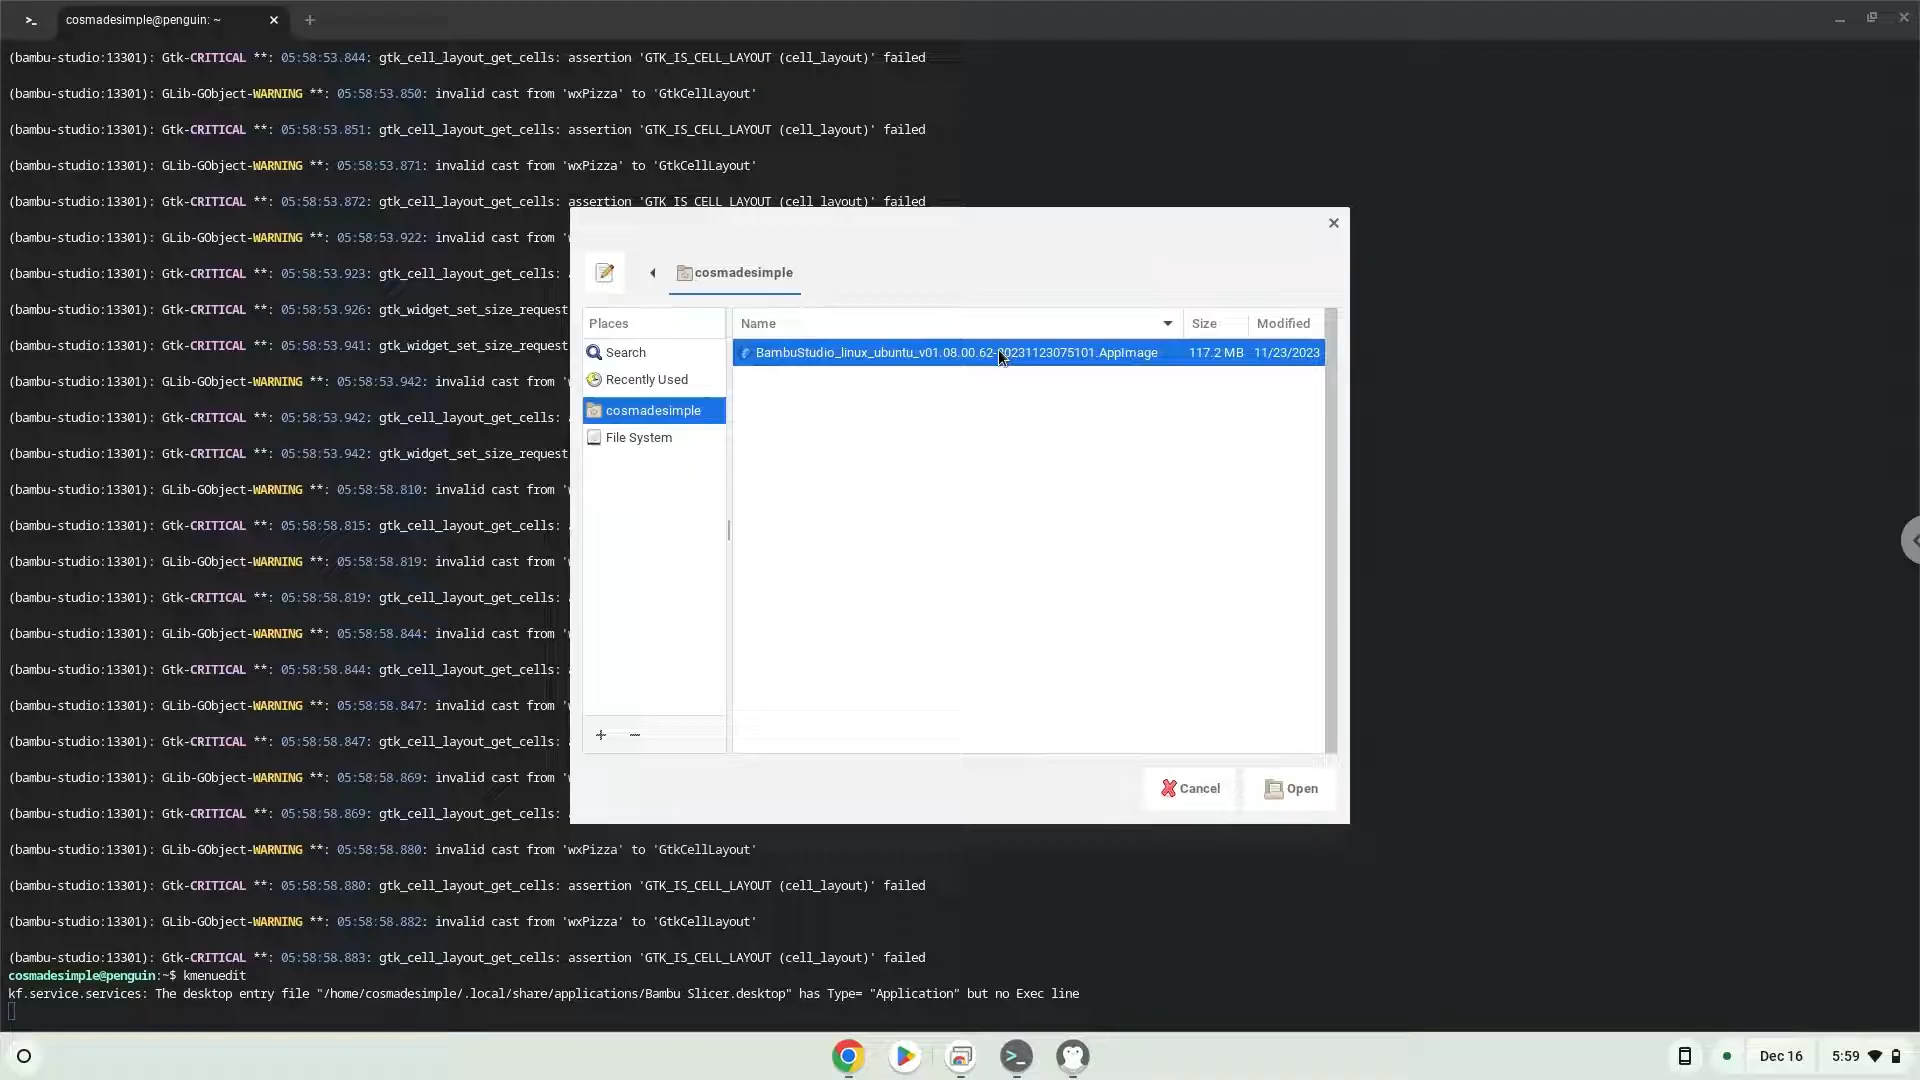 cosmadesimple@penguin: ~
(bambu-studio:13301): Gtk-CRITICAL **: 05:58:53.844: gtk_cell_layout_get_cells: assertion 'GTK_IS_CELL_LAYOUT (cell_layout)' failed
(bambu-studio:13301): GLib-GObject-WARNING **: 05:58:53.850: invalid cast from 'wxPizza' to 'GtkCellLayout'
(bambu-studio:13301): Gtk-CRITICAL **: 05:58:53.851: gtk_cell_layout_get_cells: assertion 'GTK_IS_CELL_LAYOUT (cell_layout)' failed
(bambu-studio:13301): GLib-GObject-WARNING **: 05:58:53.871: invalid cast from 'wxPizza' to 'GtkCellLayout'
(bambu-studio:13301): Gtk-CRITICAL **: 05:58:53.872: gtk_cell_layout_get_cells: assertion 'GTK_IS_CELL_LAYOUT (cell_layout)' failed
(bambu-studio:13301): GLib-GObject-WARNING **: 05:58:53.922: invalid cast from '
(bambu-studio:13301): Gtk-CRITICAL **: 05:58:53.923: gtk_cell_layout_get_cells:
(bambu-studio:13301): Gtk-CRITICAL **: 05:58:53.926: gtk_widget_set_size_request
(bambu-studio:13301): Gtk-CRITICAL **: 05:58:53.941: gtk_widget_set_size_request
(bambu-studio:13301): GLib-GObject-WARNING **: 05:58:53.942: invalid cast from '
(bambu-studio:13301): Gtk-CRITICAL **: 05:58:53.942: gtk_cell_layout_get_cells:
(bambu-studio:13301): Gtk-CRITICAL **: 05:58:53.942: gtk_widget_set_size_request
(bambu-studio:13301): GLib-GObject-WARNING **: 05:58:58.810: invalid cast from '
(bambu-studio:13301): Gtk-CRITICAL **: 05:58:58.815: gtk_cell_layout_get_cells:
(bambu-studio:13301): GLib-GObject-WARNING **: 05:58:58.819: invalid cast from '
(bambu-studio:13301): Gtk-CRITICAL **: 05:58:58.819: gtk_cell_layout_get_cells:
(bambu-studio:13301): GLib-GObject-WARNING **: 05:58:58.844: invalid cast from '
(bambu-studio:13301): Gtk-CRITICAL **: 05:58:58.844: gtk_cell_layout_get_cells:
(bambu-studio:13301): GLib-GObject-WARNING **: 05:58:58.847: invalid cast from '
(bambu-studio:13301): Gtk-CRITICAL **: 05:58:58.847: gtk_cell_layout_get_cells:
(bambu-studio:13301): GLib-GObject-WARNING **: 05:58:58.869: invalid cast from '
(bambu-studio:13301): Gtk-CRITICAL **: 05:58:58.869: gtk_cell_layout_get_cells:
(bambu-studio:13301): GLib-GObject-WARNING **: 05:58:58.880: invalid cast from 'wxPizza' to 'GtkCellLayout'
(bambu-studio:13301): Gtk-CRITICAL **: 05:58:58.880: gtk_cell_layout_get_cells: assertion 'GTK_IS_CELL_LAYOUT (cell_layout)' failed
(bambu-studio:13301): GLib-GObject-WARNING **: 05:58:58.882: invalid cast from 'wxPizza' to 'GtkCellLayout'
(bambu-studio:13301): Gtk-CRITICAL **: 05:58:58.883: gtk_cell_layout_get_cells: assertion 'GTK_IS_CELL_LAYOUT (cell_layout)' failed
cosmadesimple@penguin:~$ kmenuedit
kf.service.services: The desktop entry file "/home/cosmadesimple/.local/share/applications/Bambu Slicer.desktop" has Type= "Application" but no Exec line
cosmadesimple
Places
Search
Recently Used
cosmadesimple
File System
Name Size Modified
BambuStudio_linux_ubuntu_v01.08.00.62-20231123075101.AppImage 117.2 MB 11/23/2023
Cancel Open
Dec 16 5:59